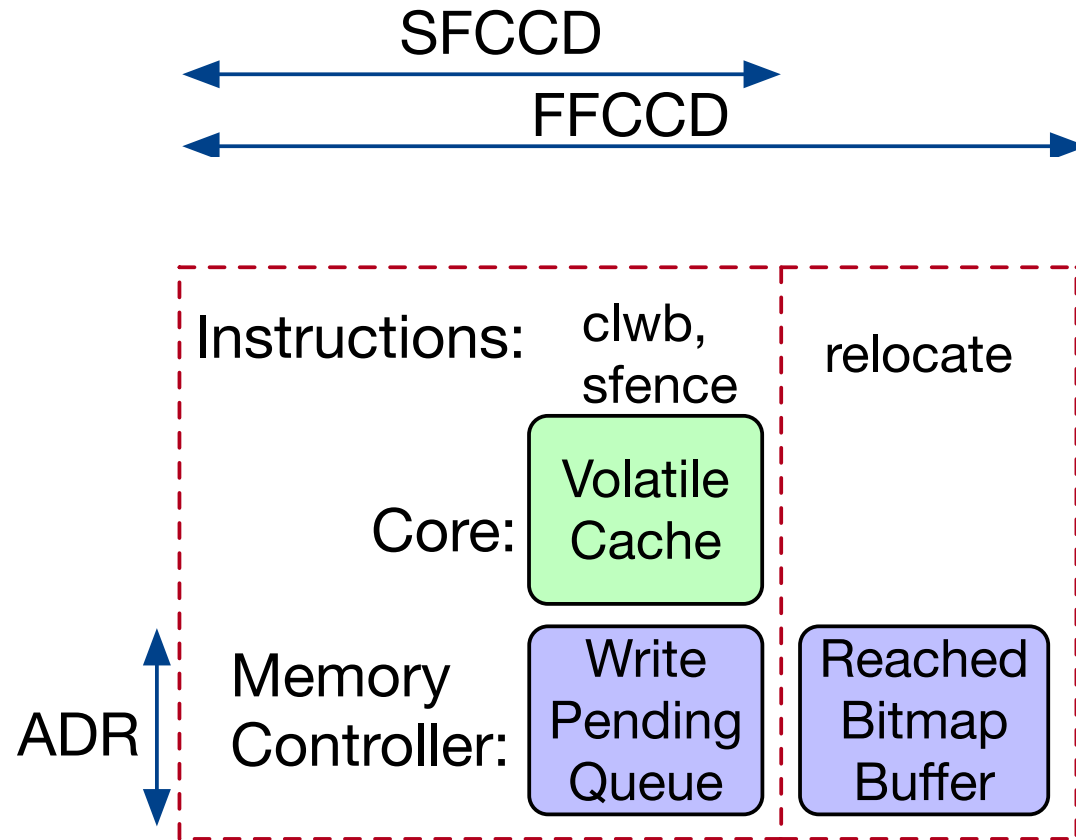 SFCCD
FFCCD
Instructions:
clwb,
sfence
relocate
Core:
Volatile
Cache
ADR
Memory
Controller:
Write
Pending
Queue
Reached
Bitmap
Buffer